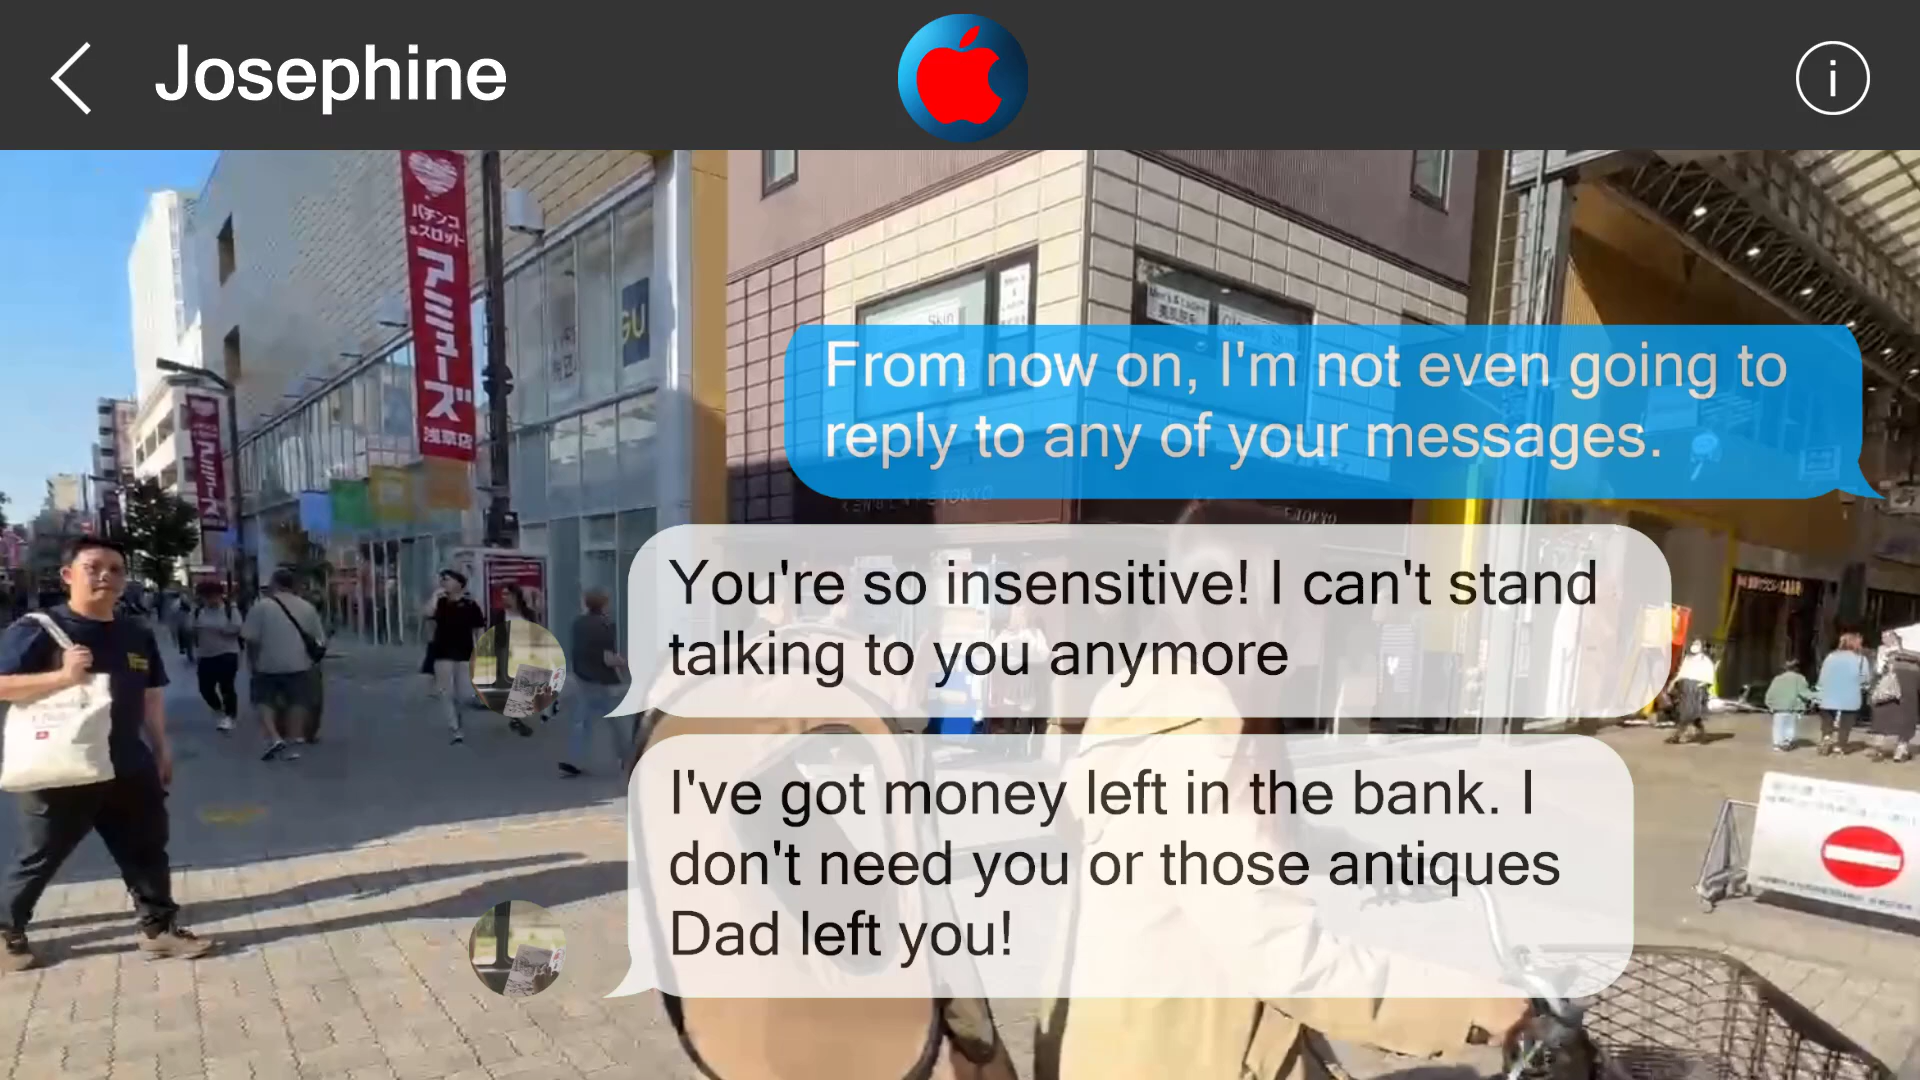 Josephine
i
パチンコ
&スロット
アミューズ
浅草店
GU
Skin
From now on, I'm not even going to
reply to any of your messages.
You're so insensitive! I can't stand
talking to you anymore
I've got money left in the bank. I
don't need you or those antiques
Dad left you!